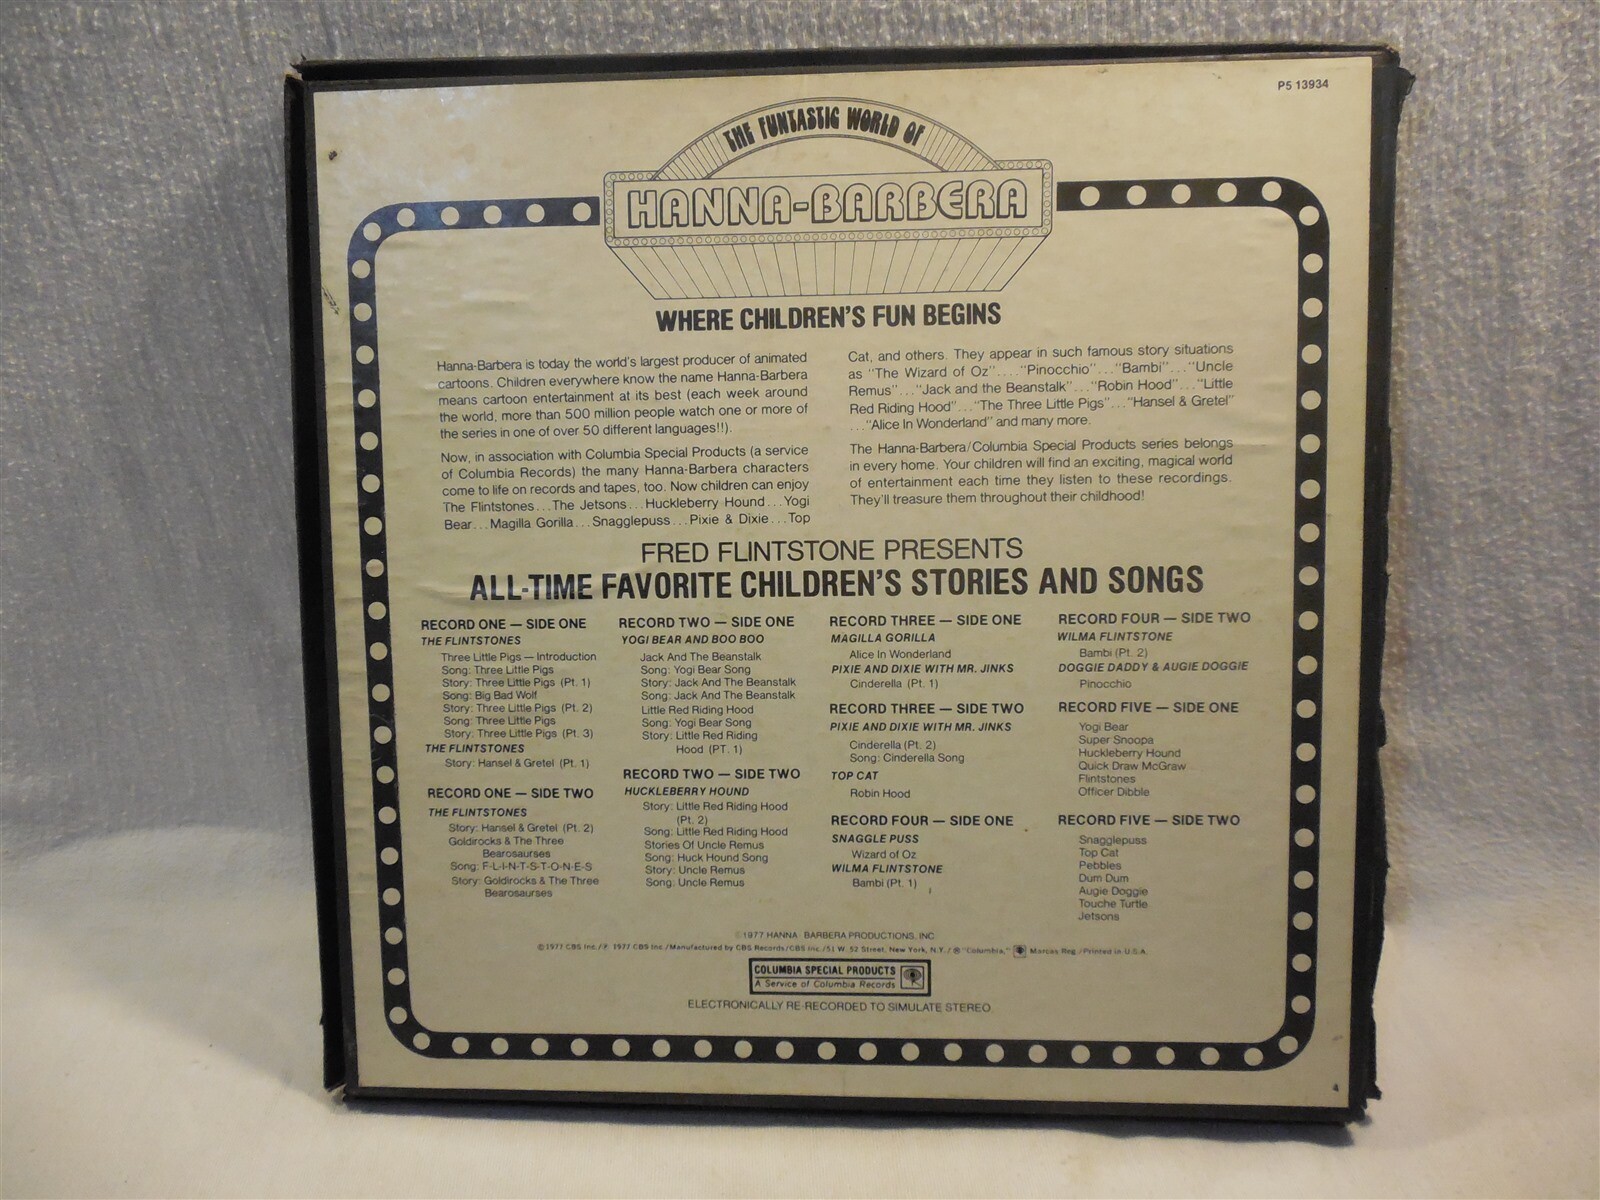 P5 13934
THE FUNTASTIC WORLD OF
HANNA-BARBERA
WHERE CHILDREN'S FUN BEGINS
Hanna-Barbera is today the world's largest producer of animated
cartoons. Children everywhere know the name Hanna-Barbera
means cartoon entertainment at its best (each week around
the world, more than 500 million people watch one or more of
the series in one of over 50 different languages!!).
Now, in association with Columbia Special Products (a service
of Columbia Records) the many Hanna-Barbera characters
come to life on records and tapes, too. Now children can enjoy
The Flintstones...The Jetsons...Huckleberry Hound...Yogi
Bear...Magilla Gorilla...Snagglepuss...Pixie & Dixie...Top
Cat, and others. They appear in such famous story situations
as "The Wizard of Oz"...."Pinocchio"..."Bambi"..."Uncle
Remus"..."Jack and the Beanstalk"..."Robin Hood"..."Little
Red Riding Hood"..."The Three Little Pigs"..."Hansel & Gretel"
..."Alice In Wonderland" and many more.
The Hanna-Barbera/Columbia Special Products series belongs
in every home. Your children will find an exciting, magical world
of entertainment each time they listen to these recordings.
They'll treasure them throughout their childhood!
FRED FLINTSTONE PRESENTS
ALL-TIME FAVORITE CHILDREN'S STORIES AND SONGS
RECORD ONE — SIDE ONE
THE FLINTSTONES
Three Little Pigs — Introduction
Song: Three Little Pigs
Story: Three Little Pigs (Pt. 1)
Song: Big Bad Wolf
Story: Three Little Pigs (Pt. 2)
Song: Three Little Pigs
Story: Three Little Pigs (Pt. 3)
THE FLINTSTONES
Story: Hansel & Gretel (Pt. 1)
RECORD ONE — SIDE TWO
THE FLINTSTONES
Story: Hansel & Gretel (Pt. 2)
Goldirocks & The Three
Bearosaurses
Song: F-L-I-N-T-S-T-O-N-E-S
Story: Goldirocks & The Three
Bearosaurses
RECORD TWO — SIDE ONE
YOGI BEAR AND BOO BOO
Jack And The Beanstalk
Song: Yogi Bear Song
Story: Jack And The Beanstalk
Song: Jack And The Beanstalk
Little Red Riding Hood
Song: Yogi Bear Song
Story: Little Red Riding
Hood (PT. 1)
RECORD TWO — SIDE TWO
HUCKLEBERRY HOUND
Story: Little Red Riding Hood
(Pt. 2)
Song: Little Red Riding Hood
Stories Of Uncle Remus
Song: Huck Hound Song
Story: Uncle Remus
Song: Uncle Remus
RECORD THREE — SIDE ONE
MAGILLA GORILLA
Alice In Wonderland
PIXIE AND DIXIE WITH MR. JINKS
Cinderella (Pt. 1)
RECORD THREE — SIDE TWO
PIXIE AND DIXIE WITH MR. JINKS
Cinderella (Pt. 2)
Song: Cinderella Song
TOP CAT
Robin Hood
RECORD FOUR — SIDE ONE
SNAGGLE PUSS
Wizard of Oz
WILMA FLINTSTONE
Bambi (Pt. 1)
RECORD FOUR — SIDE TWO
WILMA FLINTSTONE
Bambi (Pt. 2)
DOGGIE DADDY & AUGIE DOGGIE
Pinocchio
RECORD FIVE — SIDE ONE
Yogi Bear
Super Snoopa
Huckleberry Hound
Quick Draw McGraw
Flintstones
Officer Dibble
RECORD FIVE — SIDE TWO
Snagglepuss
Top Cat
Pebbles
Dum Dum
Augie Doggie
Touche Turtle
Jetsons
©1977 HANNA-BARBERA PRODUCTIONS, INC.
©1977 CBS Inc./℗ 1977 CBS Inc./Manufactured by CBS Records/CBS Inc./51 W. 52 Street, New York, N.Y./® "Columbia," Marcas Reg./Printed in U.S.A.
COLUMBIA SPECIAL PRODUCTS
A Service of Columbia Records
ELECTRONICALLY RE-RECORDED TO SIMULATE STEREO
4